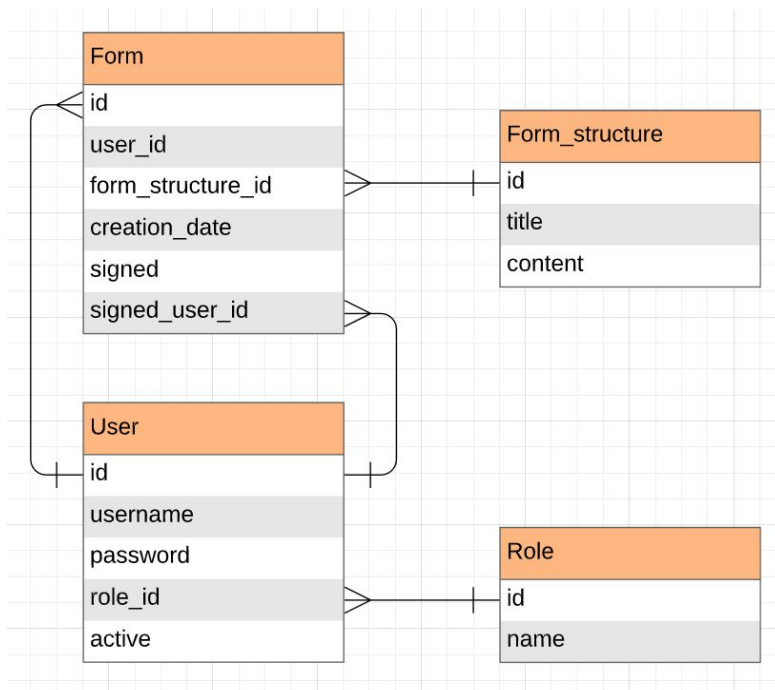 Form
id
user_id
form_structure_id
creation_date
signed
signed_user_id
Form_structure
id
title
content
User
id
username
password
role_id
active
Role
id
name